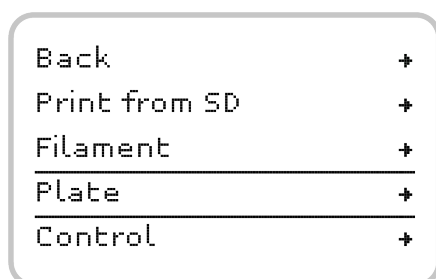 Back →
Print from SD →
Filament →
Plate →
Control →